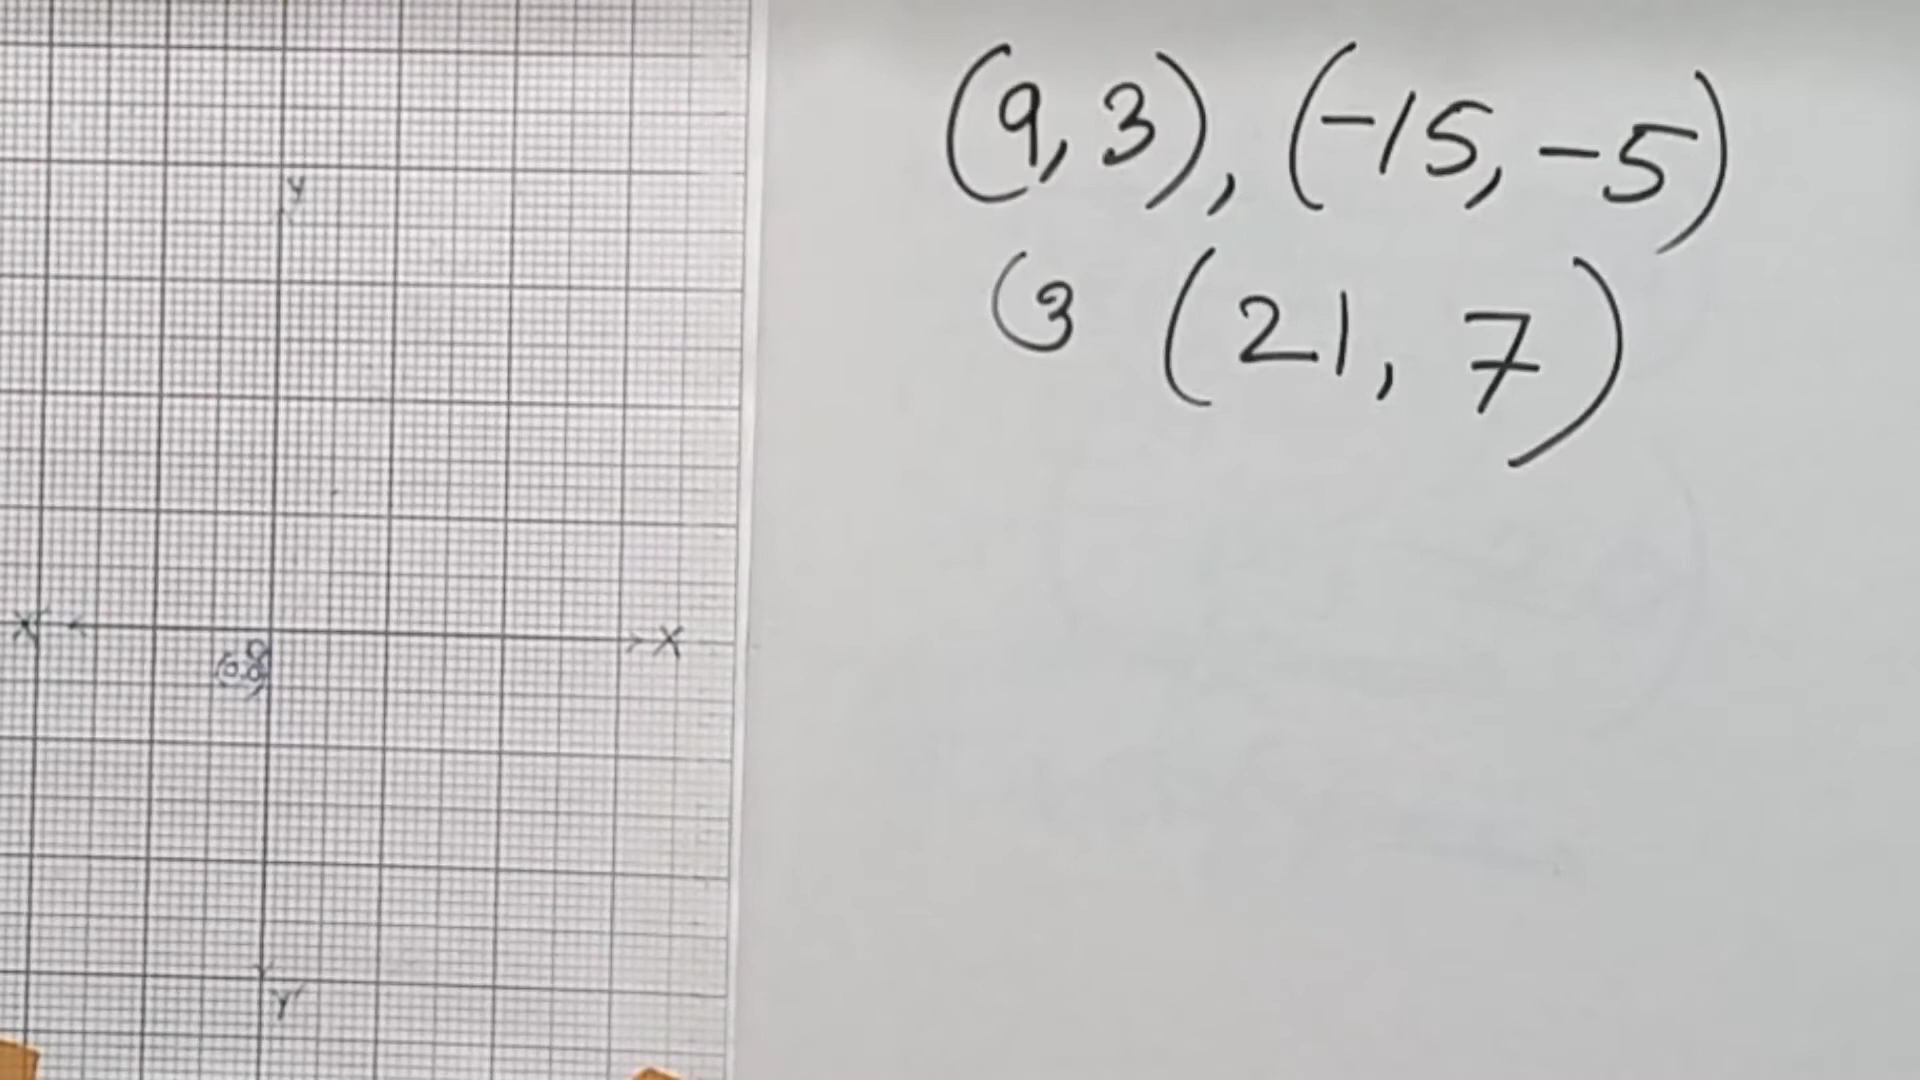 (9, 3), (-15, -5)
(3 (21, 7)
Y
X' X
Y'